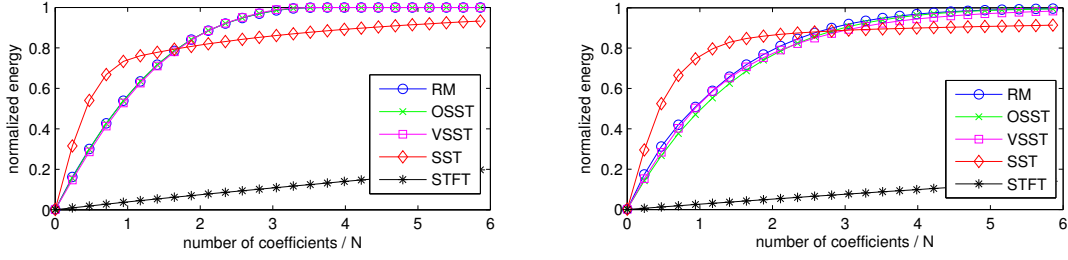 1
0.8
0.6
0.4
0.2
0
normalized energy
0 1 2 3 4 5 6
number of coefficients / N
RM
OSST
VSST
SST
STFT
1
0.8
0.6
0.4
0.2
0
normalized energy
0 1 2 3 4 5 6
number of coefficients / N
RM
OSST
VSST
SST
STFT